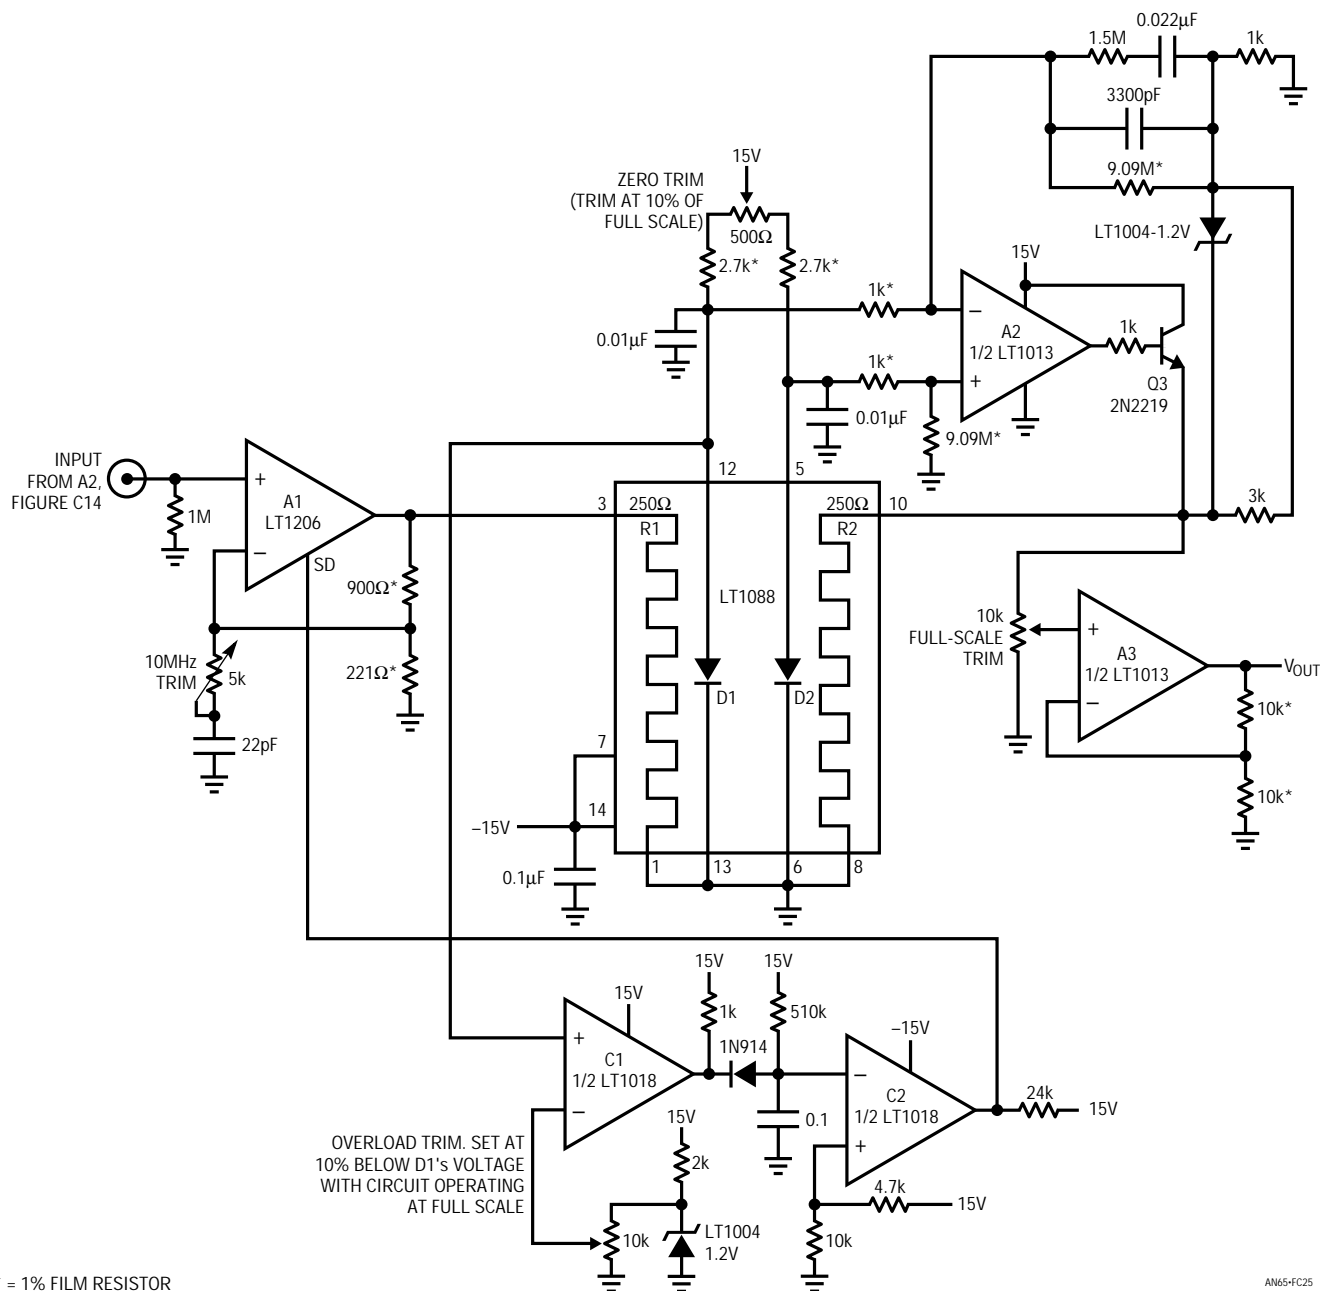 0.022µF
1.5M
1k
3300pF
9.09M*
LT1004-1.2V
15V
ZERO TRIM
(TRIM AT 10% OF
FULL SCALE)
500Ω
2.7k*
2.7k*
0.01µF
1k*
1k*
0.01µF
9.09M*
15V
–
+
A2
1/2 LT1013
1k
Q3
2N2219
3k
INPUT
FROM A2,
FIGURE C14
1M
+
–
A1
LT1206
SD
900Ω*
221Ω*
10MHz
TRIM
5k
22pF
12
5
3
250Ω
R1
250Ω
R2
10
LT1088
D1
D2
7
14
–15V
0.1µF
1
13
6
8
10k
FULL-SCALE
TRIM
+
–
A3
1/2 LT1013
VOUT
10k*
10k*
15V
+
–
C1
1/2 LT1018
15V
1k
15V
510k
1N914
0.1
–15V
–
+
C2
1/2 LT1018
24k
15V
4.7k
15V
10k
OVERLOAD TRIM. SET AT
10% BELOW D1's VOLTAGE
WITH CIRCUIT OPERATING
AT FULL SCALE
15V
2k
10k
LT1004
1.2V
= 1% FILM RESISTOR
AN65•FC25